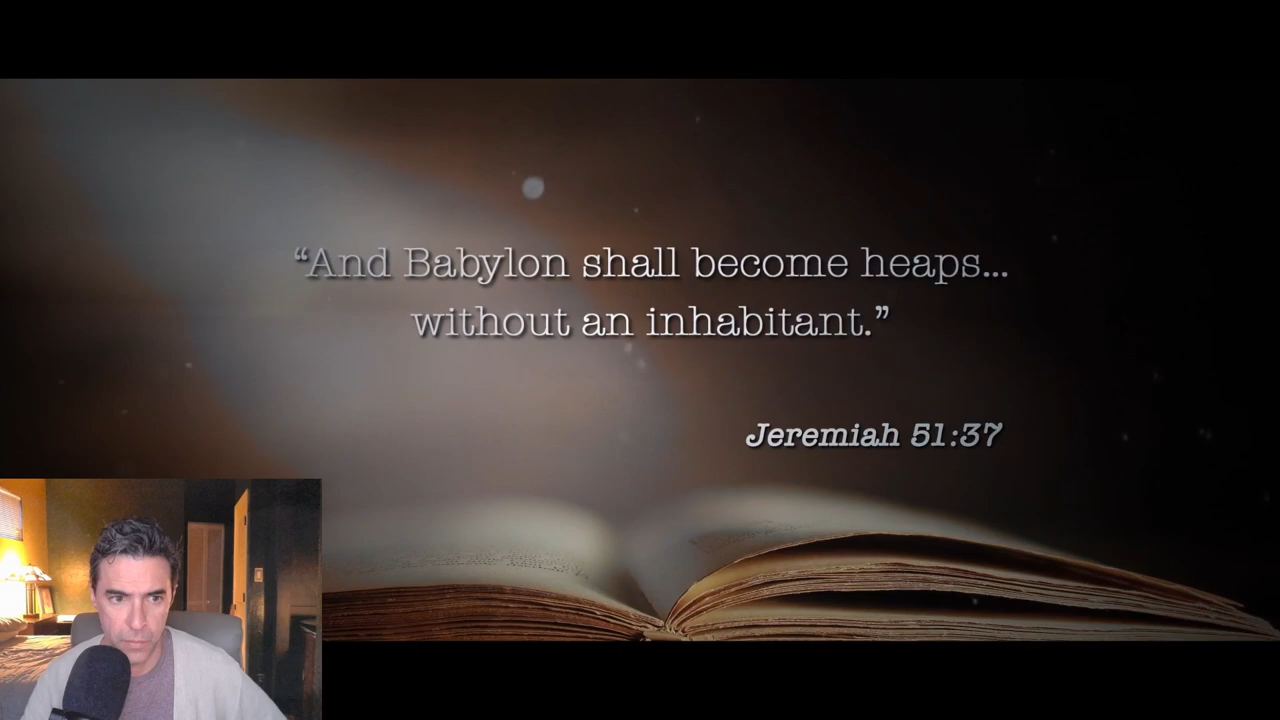 “And Babylon shall become heaps...
without an inhabitant.”
Jeremiah 51:37